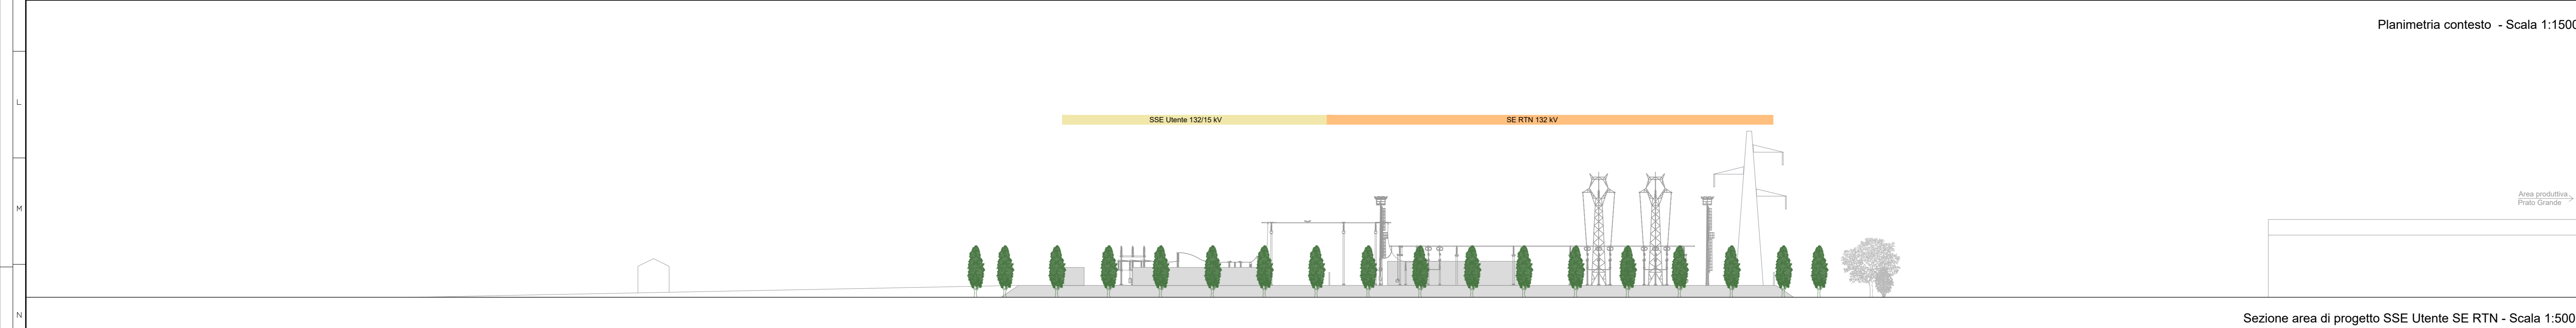 Planimetria contesto - Scala 1:1500
L
SSE Utente 132/15 kV
SE RTN 132 kV
M
Area produttiva
Prato Grande
N
Sezione area di progetto SSE Utente SE RTN - Scala 1:500